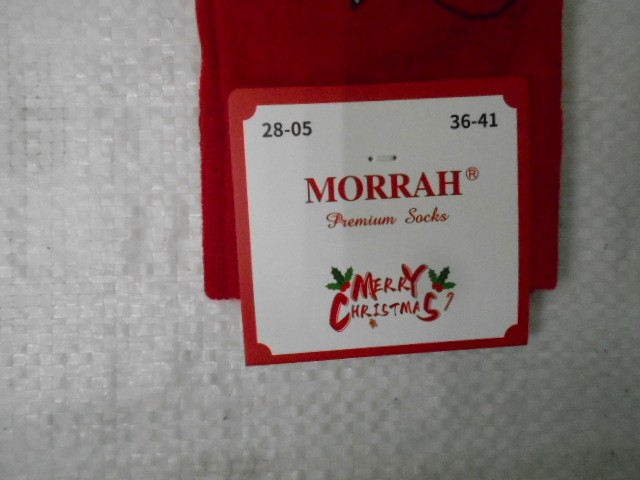 28-05 36-41
MORRAH®
Premium Socks
MERRY
CHRISTMAS